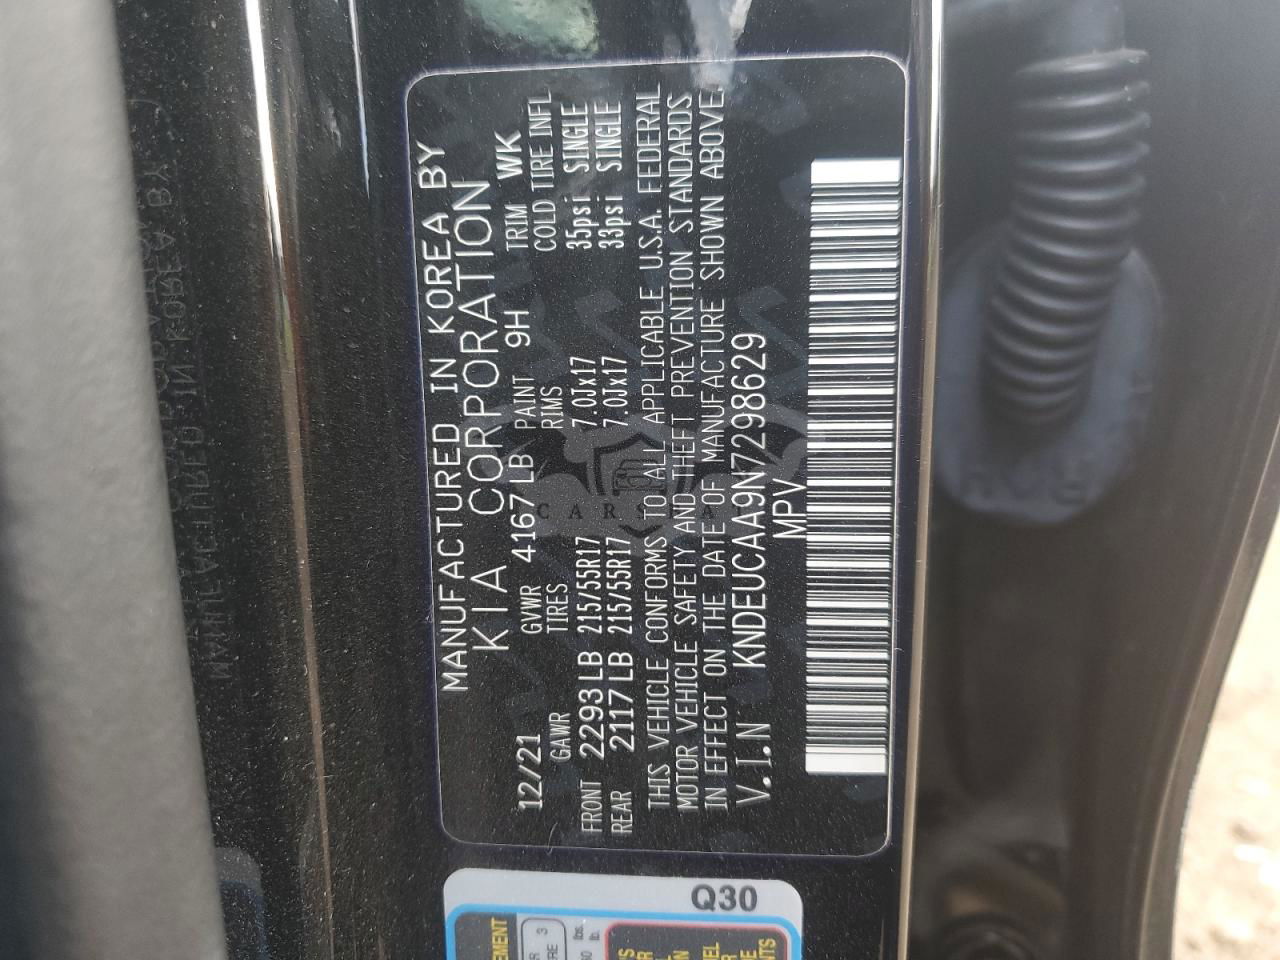 MANUFACTURED IN KOREA BY
KIA CORPORATION
12/21 GVWR 4167 LB PAINT 9H TRIM WK
GAWR TIRES RIMS COLD TIRE INFL
FRONT 2293 LB 215/55R17 7.0Jx17 35psi SINGLE
REAR 2117 LB 215/55R17 7.0Jx17 33psi SINGLE
THIS VEHICLE CONFORMS TO ALL APPLICABLE U.S.A. FEDERAL
MOTOR VEHICLE SAFETY AND THEFT PREVENTION STANDARDS
IN EFFECT ON THE DATE OF MANUFACTURE SHOWN ABOVE.
V.I.N KNDEUCAA9N7298629
MPV
Q30